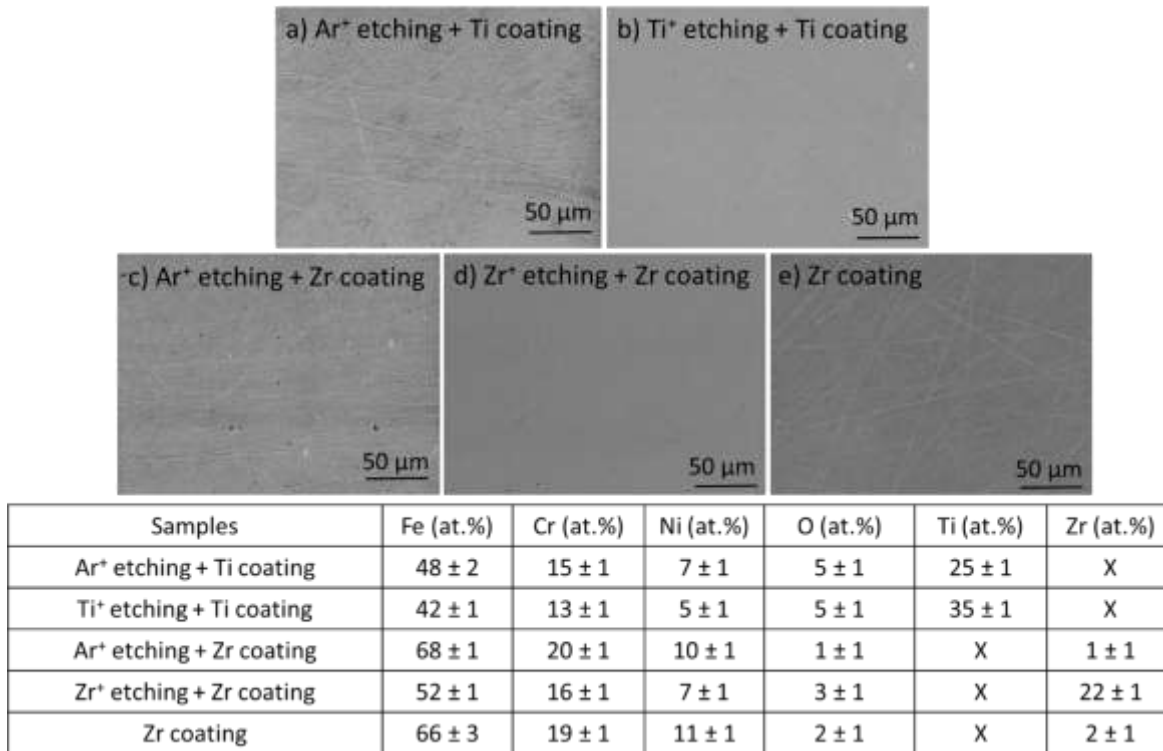 a) Ar⁺ etching + Ti coating
50 µm
b) Ti⁺ etching + Ti coating
50 µm
c) Ar⁺ etching + Zr coating
50 µm
d) Zr⁺ etching + Zr coating
50 µm
e) Zr coating
50 µm
Samples Fe (at.%) Cr (at.%) Ni (at.%) O (at.%) Ti (at.%) Zr (at.%)
Ar⁺ etching + Ti coating 48 ± 2 15 ± 1 7 ± 1 5 ± 1 25 ± 1 X
Ti⁺ etching + Ti coating 42 ± 1 13 ± 1 5 ± 1 5 ± 1 35 ± 1 X
Ar⁺ etching + Zr coating 68 ± 1 20 ± 1 10 ± 1 1 ± 1 X 1 ± 1
Zr⁺ etching + Zr coating 52 ± 1 16 ± 1 7 ± 1 3 ± 1 X 22 ± 1
Zr coating 66 ± 3 19 ± 1 11 ± 1 2 ± 1 X 2 ± 1